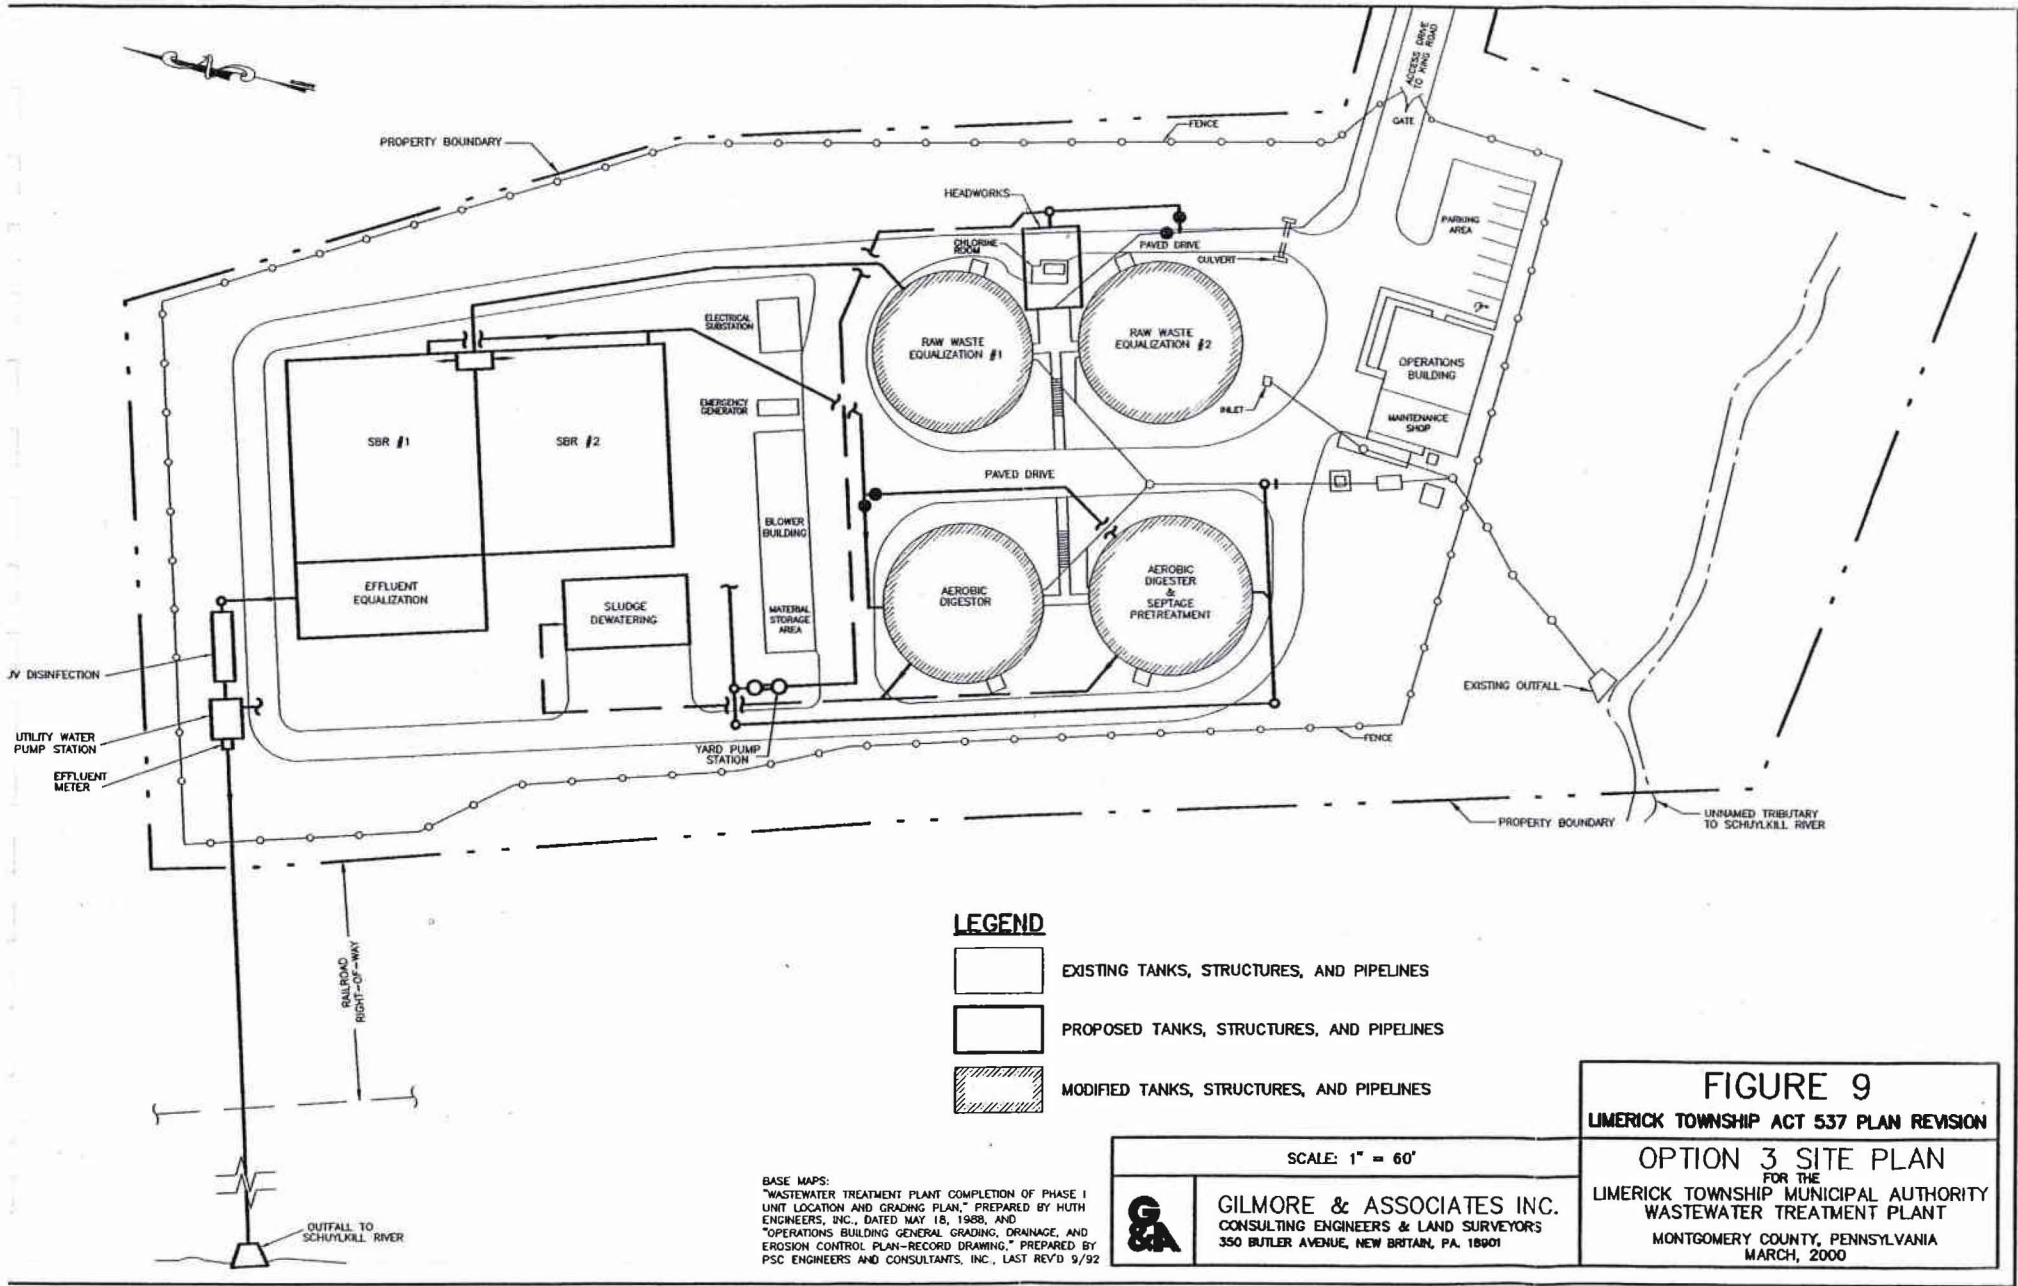 ACCESS DRIVE
TO KING ROAD
PROPERTY BOUNDARY
FENCE
GATE
HEADWORKS
CHLORINE
ROOM
PAVED DRIVE
CULVERT
PARKING
AREA
ELECTRICAL
SUBSTATION
RAW WASTE
EQUALIZATION #1
RAW WASTE
EQUALIZATION #2
OPERATIONS
BUILDING
EMERGENCY
GENERATOR
INLET
MAINTENANCE
SHOP
SBR #1
SBR #2
PAVED DRIVE
BLOWER
BUILDING
EFFLUENT
EQUALIZATION
SLUDGE
DEWATERING
MATERIAL
STORAGE
AREA
AEROBIC
DIGESTOR
AEROBIC
DIGESTER
&
SEPTAGE
PRETREATMENT
DISINFECTION
EXISTING OUTFALL
UTILITY WATER
PUMP STATION
YARD PUMP
STATION
FENCE
EFFLUENT
METER
PROPERTY BOUNDARY
UNNAMED TRIBUTARY
TO SCHUYLKILL RIVER
RAILROAD
RIGHT-OF-WAY
OUTFALL TO
SCHUYLKILL RIVER
LEGEND
EXISTING TANKS, STRUCTURES, AND PIPELINES
PROPOSED TANKS, STRUCTURES, AND PIPELINES
MODIFIED TANKS, STRUCTURES, AND PIPELINES
BASE MAPS:
"WASTEWATER TREATMENT PLANT COMPLETION OF PHASE I
UNIT LOCATION AND GRADING PLAN," PREPARED BY HUTH
ENGINEERS, INC., DATED MAY 18, 1988, AND
"OPERATIONS BUILDING GENERAL GRADING, DRAINAGE, AND
EROSION CONTROL PLAN-RECORD DRAWING," PREPARED BY
PSC ENGINEERS AND CONSULTANTS, INC., LAST REV'D 9/92
SCALE: 1" = 60'
G&A
GILMORE & ASSOCIATES INC.
CONSULTING ENGINEERS & LAND SURVEYORS
350 BUTLER AVENUE, NEW BRITAIN, PA. 18901
FIGURE 9
LIMERICK TOWNSHIP ACT 537 PLAN REVISION
OPTION 3 SITE PLAN
FOR THE
LIMERICK TOWNSHIP MUNICIPAL AUTHORITY
WASTEWATER TREATMENT PLANT
MONTGOMERY COUNTY, PENNSYLVANIA
MARCH, 2000